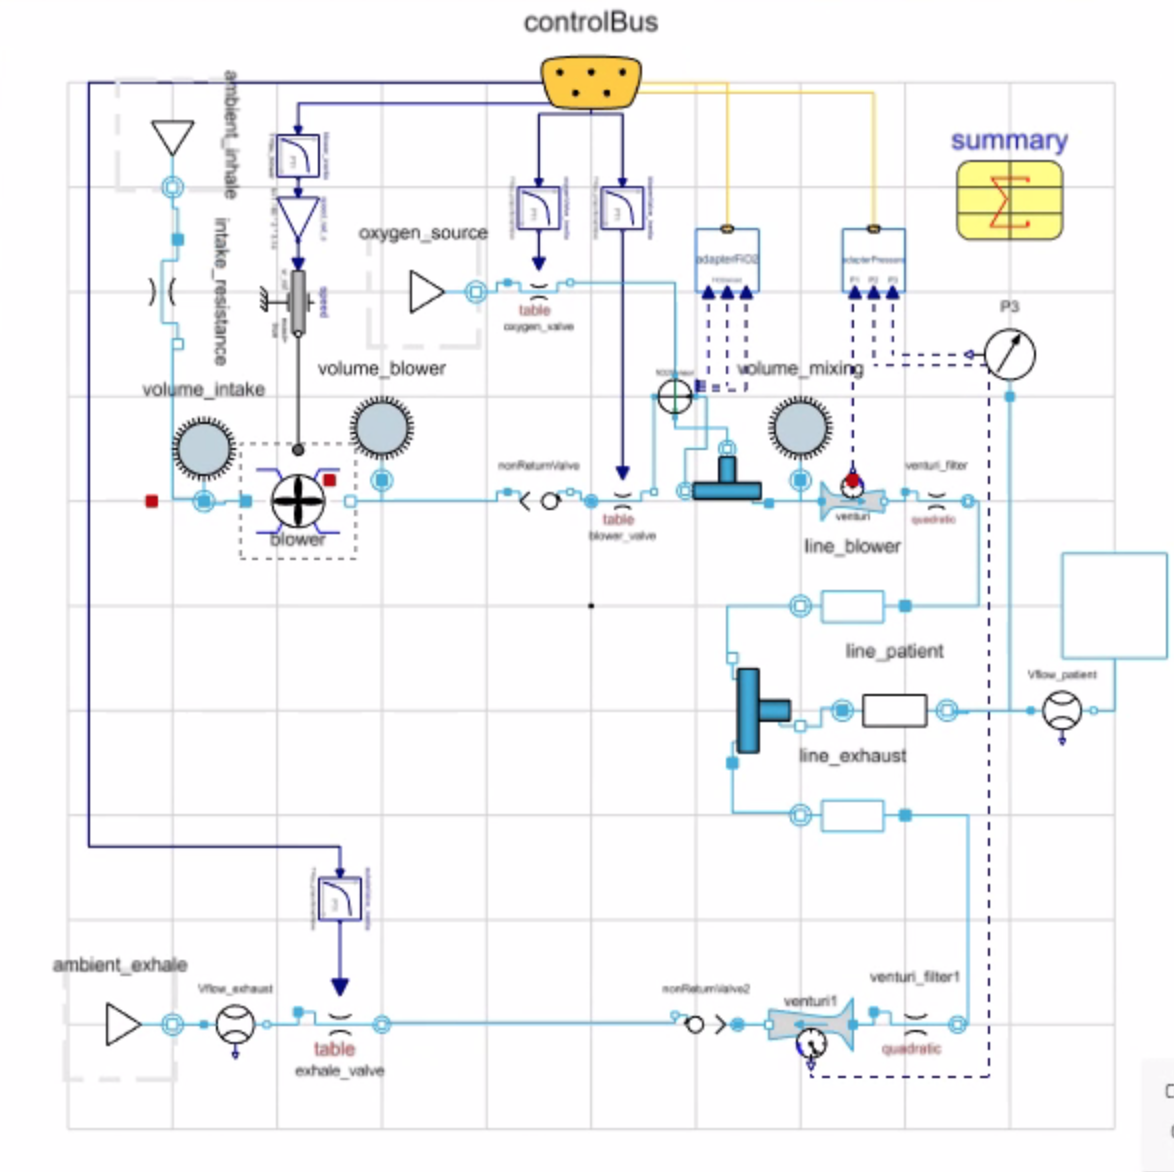 controlBus
ambient_inhale
summary
oxygen_source
intake_resistance
speed
adapterFiO2
adapterPressure
P1 P2 P3
P3
table
oxygen_valve
volume_blower
volume_mixing
volume_intake
nonReturnValve
venturi_filter
table
blower_valve
venturi
quadratic
blower
line_blower
line_patient
Vflow_patient
line_exhaust
ambient_exhale
Vflow_exhaust
nonReturnValve2
venturi_filter1
venturi1
table
quadratic
exhale_valve